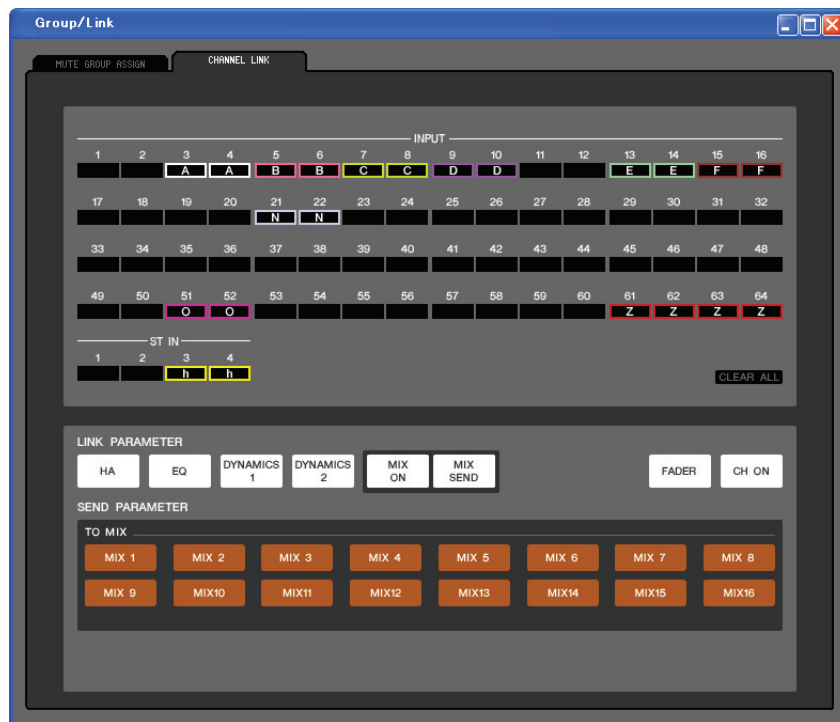 Group/Link
MUTE GROUP ASSIGN
CHANNEL LINK
INPUT
1 2 3 4 5 6 7 8 9 10 11 12 13 14 15 16
A A B B C C D D E E F F
17 18 19 20 21 22 23 24 25 26 27 28 29 30 31 32
N N
33 34 35 36 37 38 39 40 41 42 43 44 45 46 47 48
49 50 51 52 53 54 55 56 57 58 59 60 61 62 63 64
O O Z Z Z Z
ST IN
1 2 3 4
h h
CLEAR ALL
LINK PARAMETER
HA EQ DYNAMICS 1 DYNAMICS 2 MIX ON MIX SEND FADER CH ON
SEND PARAMETER
TO MIX
MIX 1 MIX 2 MIX 3 MIX 4 MIX 5 MIX 6 MIX 7 MIX 8
MIX 9 MIX10 MIX11 MIX12 MIX13 MIX14 MIX15 MIX16